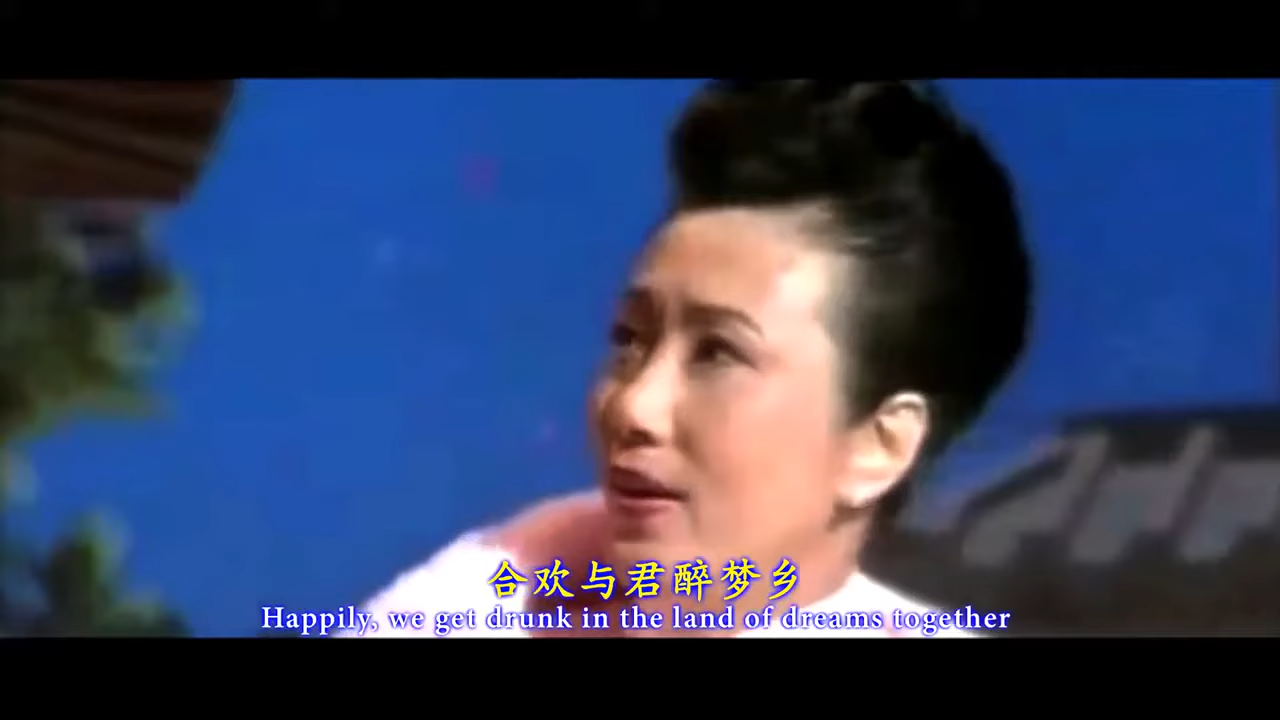 合欢与君醉梦乡
Happily, we get drunk in the land of dreams together